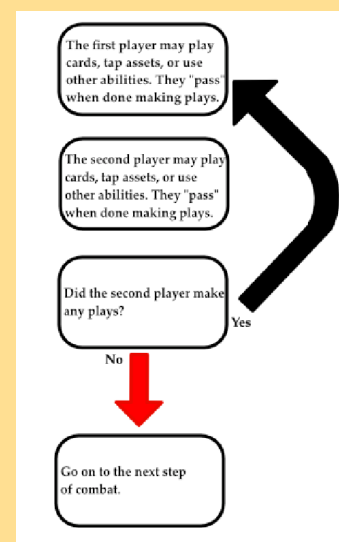 The first player may play
cards, tap assets, or use
other abilities. They "pass"
when done making plays.
The second player may play
cards, tap assets, or use
other abilities. They "pass"
when done making plays.
Did the second player make
any plays?
Yes
No
Go on to the next step
of combat.